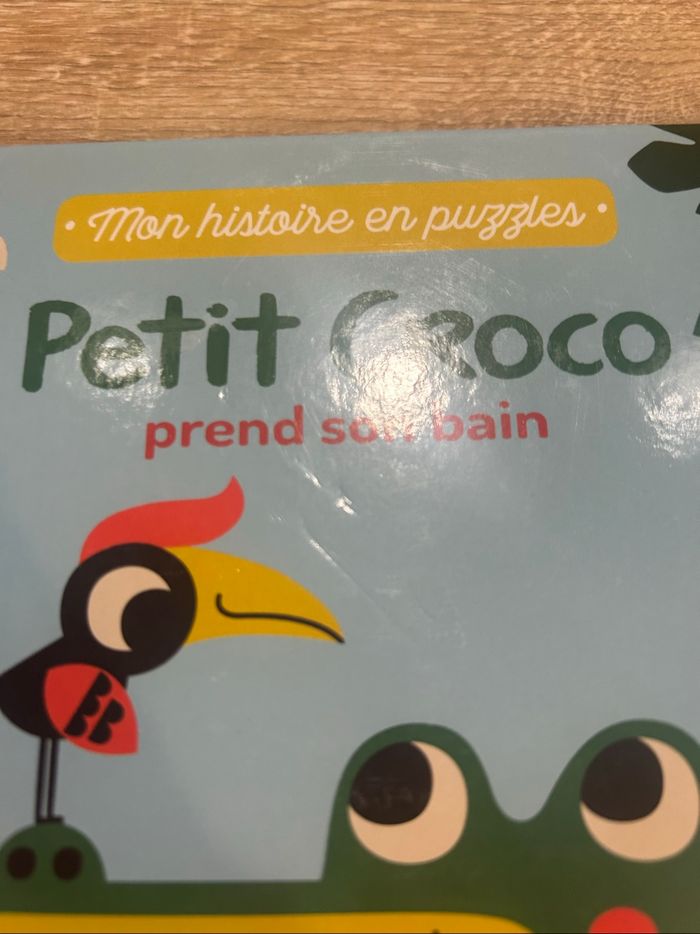 • Mon histoire en puzzles •
Petit Croco
prend son bain